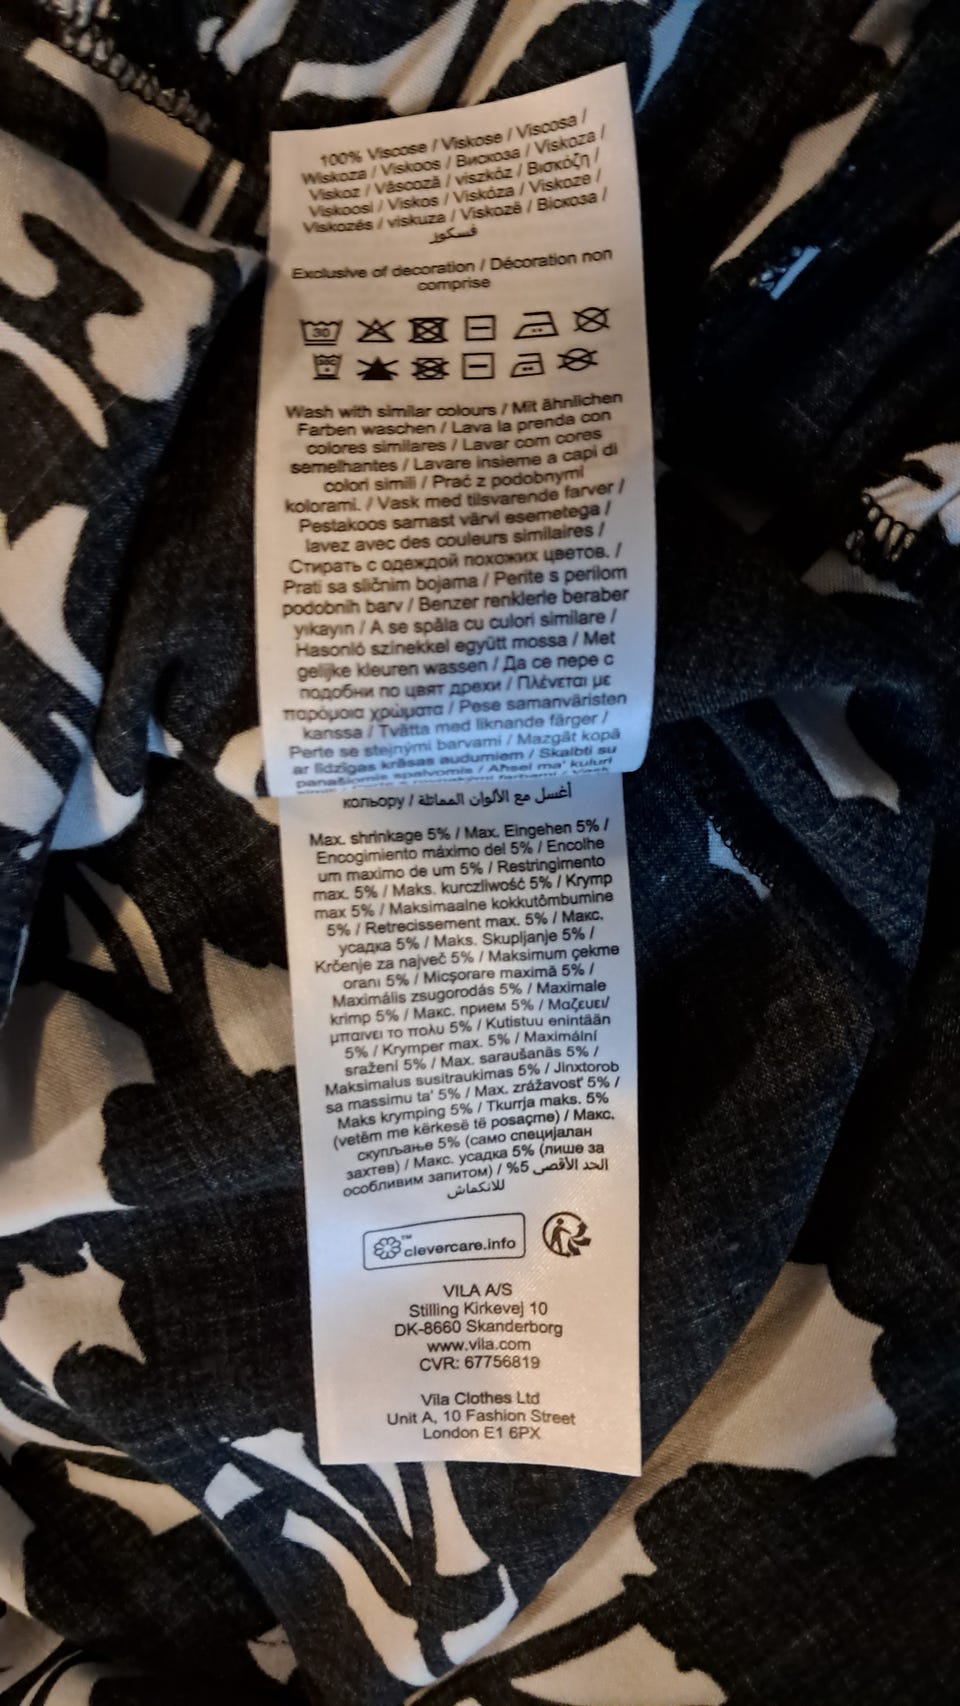 100% Viscose / Viskose / Viscosa /
Wiskoza / Viskoos / Вискоза / Viskoza /
Viskoz / Vâscoză / viszkóz / Βισκόζη /
Viskoosi / Viskos / Viskóza / Viskoze /
Viskozės / viskuza / Viskozë / Віскоза /
فسكوز
Exclusive of decoration / Décoration non
comprise
30
Wash with similar colours / Mit ähnlichen
Farben waschen / Lava la prenda con
colores similares / Lavar com cores
semelhantes / Lavare insieme a capi di
colori simili / Prać z podobnymi
kolorami. / Vask med tilsvarende farver /
Pestakoos samast värvi esemetega /
lavez avec des couleurs similaires /
Стирать с одеждой похожих цветов. /
Prati sa sličnim bojama / Perite s perilom
podobnih barv / Benzer renklerle beraber
yıkayın / A se spăla cu culori similare /
Hasonló színekkel együtt mossa / Met
gelijke kleuren wassen / Да се пере с
подобни по цвят дрехи / Πλένεται με
παρόμοια χρώματα / Pese samanväristen
kanssa / Tvätta med liknande färger /
Perte se stejnými barvami / Mazgāt kopā
ar līdzīgas krāsas audumiem / Skalbti su
panašiomis spalvomis / Aħsel ma' kuluri
кольору / أغسل مع الألوان المماثلة
Max. shrinkage 5% / Max. Eingehen 5% /
Encogimiento máximo del 5% / Encolhe
um maximo de um 5% / Restringimento
max. 5% / Maks. kurczliwość 5% / Krymp
max 5% / Maksimaalne kokkutõmbumine
5% / Retrecissement max. 5% / Макс.
усадка 5% / Maks. Skupljanje 5% /
Krčenje za največ 5% / Maksimum çekme
oranı 5% / Micșorare maximă 5% /
Maximális zsugorodás 5% / Maximale
krimp 5% / Макс. прием 5% / Μαζευει/
μπαινει το πολυ 5% / Kutistuu enintään
5% / Krymper max. 5% / Maximální
sražení 5% / Max. saraušanās 5% /
Maksimalus susitraukimas 5% / Jinxtorob
sa massimu ta' 5% / Max. zrážavosť 5% /
Maks krymping 5% / Tkurrja maks. 5%
(vetëm me kërkesë të posaçme) / Макс.
скупљање 5% (само специјалан
захтев) / Макс. усадка 5% (лише за
особливим запитом) / %5 الحد الأقصى
للانكماش
clevercare.info
VILA A/S
Stilling Kirkevej 10
DK-8660 Skanderborg
www.vila.com
CVR: 67756819
Vila Clothes Ltd
Unit A, 10 Fashion Street
London E1 6PX